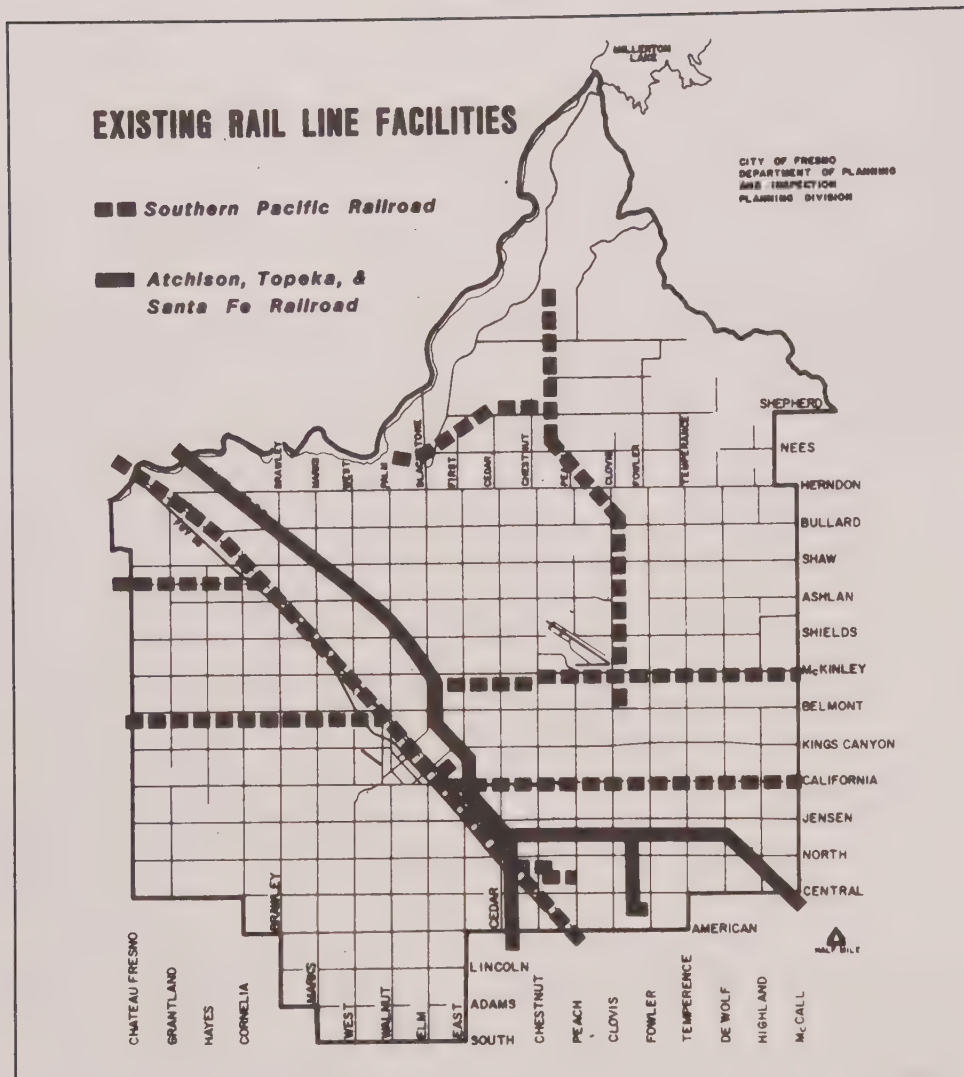 MILLERTON
LAKE
EXISTING RAIL LINE FACILITIES
CITY OF FRESNO
DEPARTMENT OF PLANNING
AND INSPECTION
PLANNING DIVISION
Southern Pacific Railroad
Atchison, Topeka, &
Santa Fe Railroad
SHEPHERD
NEES
HERNDON
BULLARD
SHAW
ASHLAN
SHIELDS
McKINLEY
BELMONT
KINGS CANYON
CALIFORNIA
JENSEN
NORTH
CENTRAL
AMERICAN
LINCOLN
ADAMS
SOUTH
BRAWLEY
MARKS
WEST
PALM
BLACKSTONE
FIRST
CEDAR
CHESTNUT
CLOVIS
FOWLER
TEMPERANCE
HALF MILE
CHATEAU FRESNO
GRANTLAND
HAYES
CORNELIA
BRAWLEY
MARKS
WEST
WALNUT
ELM
EAST
CEDAR
CHESTNUT
PEACH
CLOVIS
FOWLER
TEMPERENCE
DE WOLF
HIGHLAND
McCALL